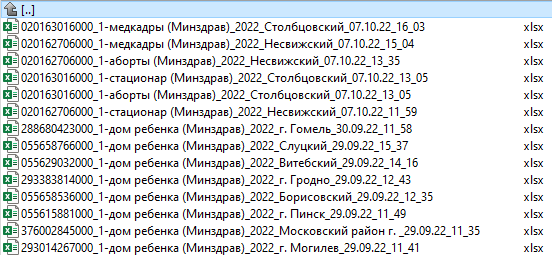 [..]
020163016000_1-медкадры (Минздрав)_2022_Столбцовский_07.10.22_16_03 xlsx
020162706000_1-медкадры (Минздрав)_2022_Несвижский_07.10.22_15_04 xlsx
020162706000_1-аборты (Минздрав)_2022_Несвижский_07.10.22_13_35 xlsx
020163016000_1-стационар (Минздрав)_2022_Столбцовский_07.10.22_13_05 xlsx
020163016000_1-аборты (Минздрав)_2022_Столбцовский_07.10.22_13_05 xlsx
020162706000_1-стационар (Минздрав)_2022_Несвижский_07.10.22_11_59 xlsx
288680423000_1-дом ребенка (Минздрав)_2022_г. Гомель_30.09.22_11_58 xlsx
055658766000_1-дом ребенка (Минздрав)_2022_Слуцкий_29.09.22_15_37 xlsx
055629032000_1-дом ребенка (Минздрав)_2022_Витебский_29.09.22_14_16 xlsx
293383814000_1-дом ребенка (Минздрав)_2022_г. Гродно_29.09.22_12_43 xlsx
055658536000_1-дом ребенка (Минздрав)_2022_Борисовский_29.09.22_12_35 xlsx
055615881000_1-дом ребенка (Минздрав)_2022_г. Пинск_29.09.22_11_49 xlsx
376002845000_1-дом ребенка (Минздрав)_2022_Московский район г. _29.09.22_11_35 xlsx
293014267000_1-дом ребенка (Минздрав)_2022_г. Могилев_29.09.22_11_41 xlsx